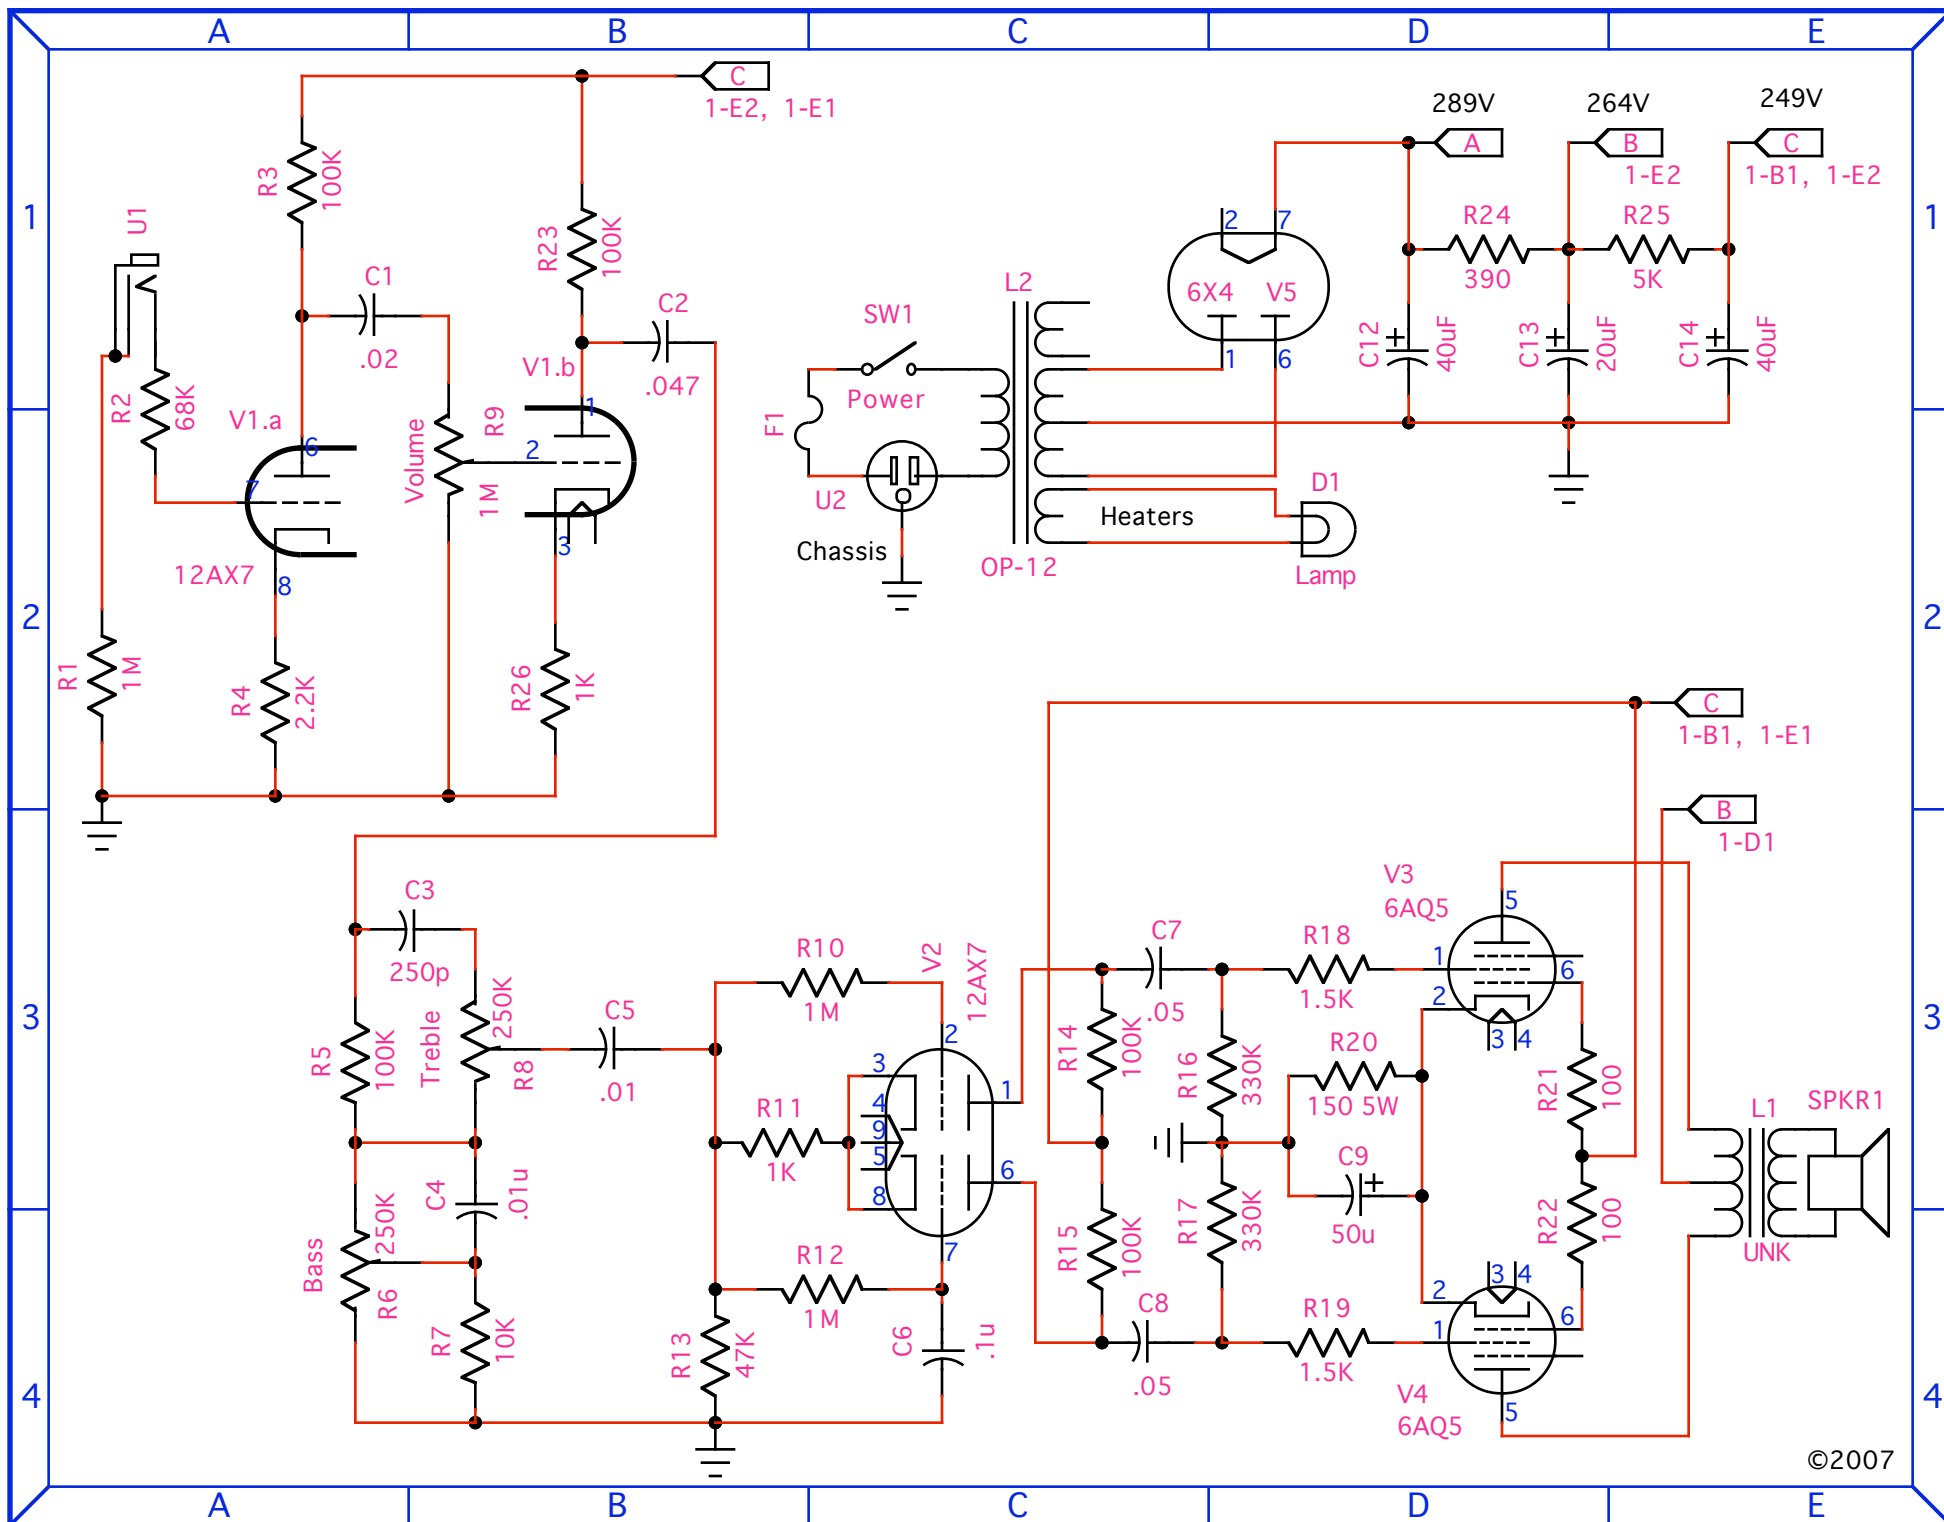 A B C D E
1
2
3
4
1
2
3
4
A B C D E
C
1-E2, 1-E1
R3
100K
R23
100K
U1
C1
.02
C2
.047
R2
68K
V1.a
6
7
12AX7
8
Volume
R9
1M
V1.b
1
2
3
R1
1M
R4
2.2K
R26
1K
289V
264V
249V
A
B
1-E2
C
1-B1, 1-E2
2
7
6X4
V5
1
6
R24
390
R25
5K
C12
40uF
C13
20uF
C14
40uF
L2
SW1
Power
F1
U2
Chassis
OP-12
Heaters
D1
Lamp
C
1-B1, 1-E1
B
1-D1
C3
250p
250K
Treble
R8
R5
100K
C4
.01u
Bass
250K
R6
R7
10K
C5
.01
R10
1M
R11
1K
R12
1M
R13
47K
V2
12AX7
2
3
4
9
5
8
1
6
7
C6
.1u
C7
.05
R14
100K
R15
100K
C8
.05
R16
330K
R17
330K
R18
1.5K
R20
150 5W
C9
50u
R19
1.5K
V3
6AQ5
5
1
2
6
3 4
R21
100
R22
100
3 4
2
1
6
5
V4
6AQ5
L1
UNK
SPKR1
©2007